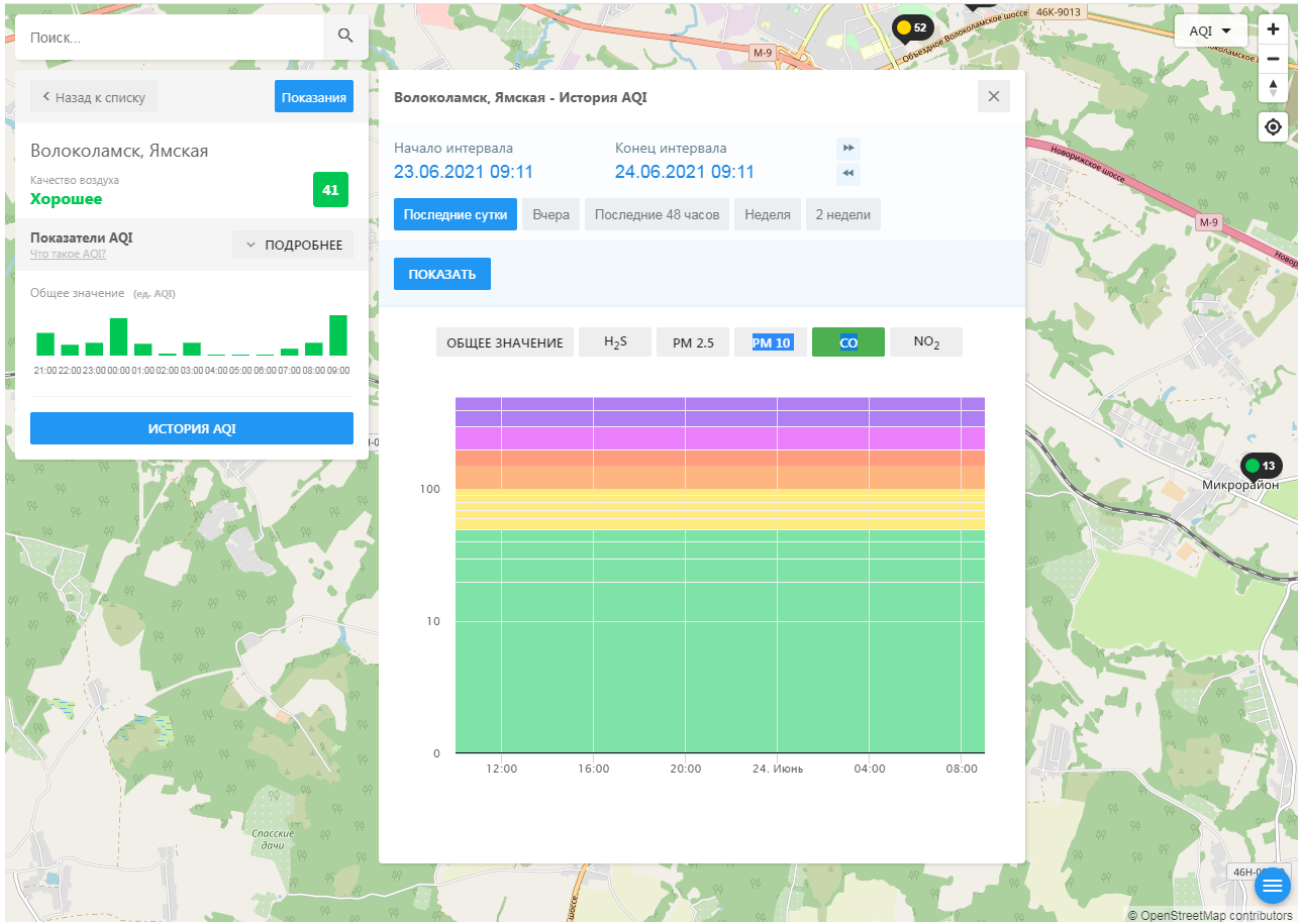 Поиск...
46К-9013
52
Объездное Волоколамское шоссе
AQI
М-9
Назад к списку
Показания
Волоколамск, Ямская - История AQI
Волоколамск, Ямская
Качество воздуха
Хорошее
41
Начало интервала
Конец интервала
23.06.2021 09:11
24.06.2021 09:11
Новорижское шоссе
М-9
Последние сутки
Вчера
Последние 48 часов
Неделя
2 недели
Показатели AQI
Что такое AQI?
ПОДРОБНЕЕ
ПОКАЗАТЬ
Общее значение (ед. AQI)
21:00 22:00 23:00 00:00 01:00 02:00 03:00 04:00 05:00 06:00 07:00 08:00 09:00
ИСТОРИЯ AQI
ОБЩЕЕ ЗНАЧЕНИЕ
H2S
PM 2.5
PM 10
CO
NO2
100
10
0
12:00
16:00
20:00
24. Июнь
04:00
08:00
13
Микрорайон
Спасские
дачи
шоссе
© OpenStreetMap contributors